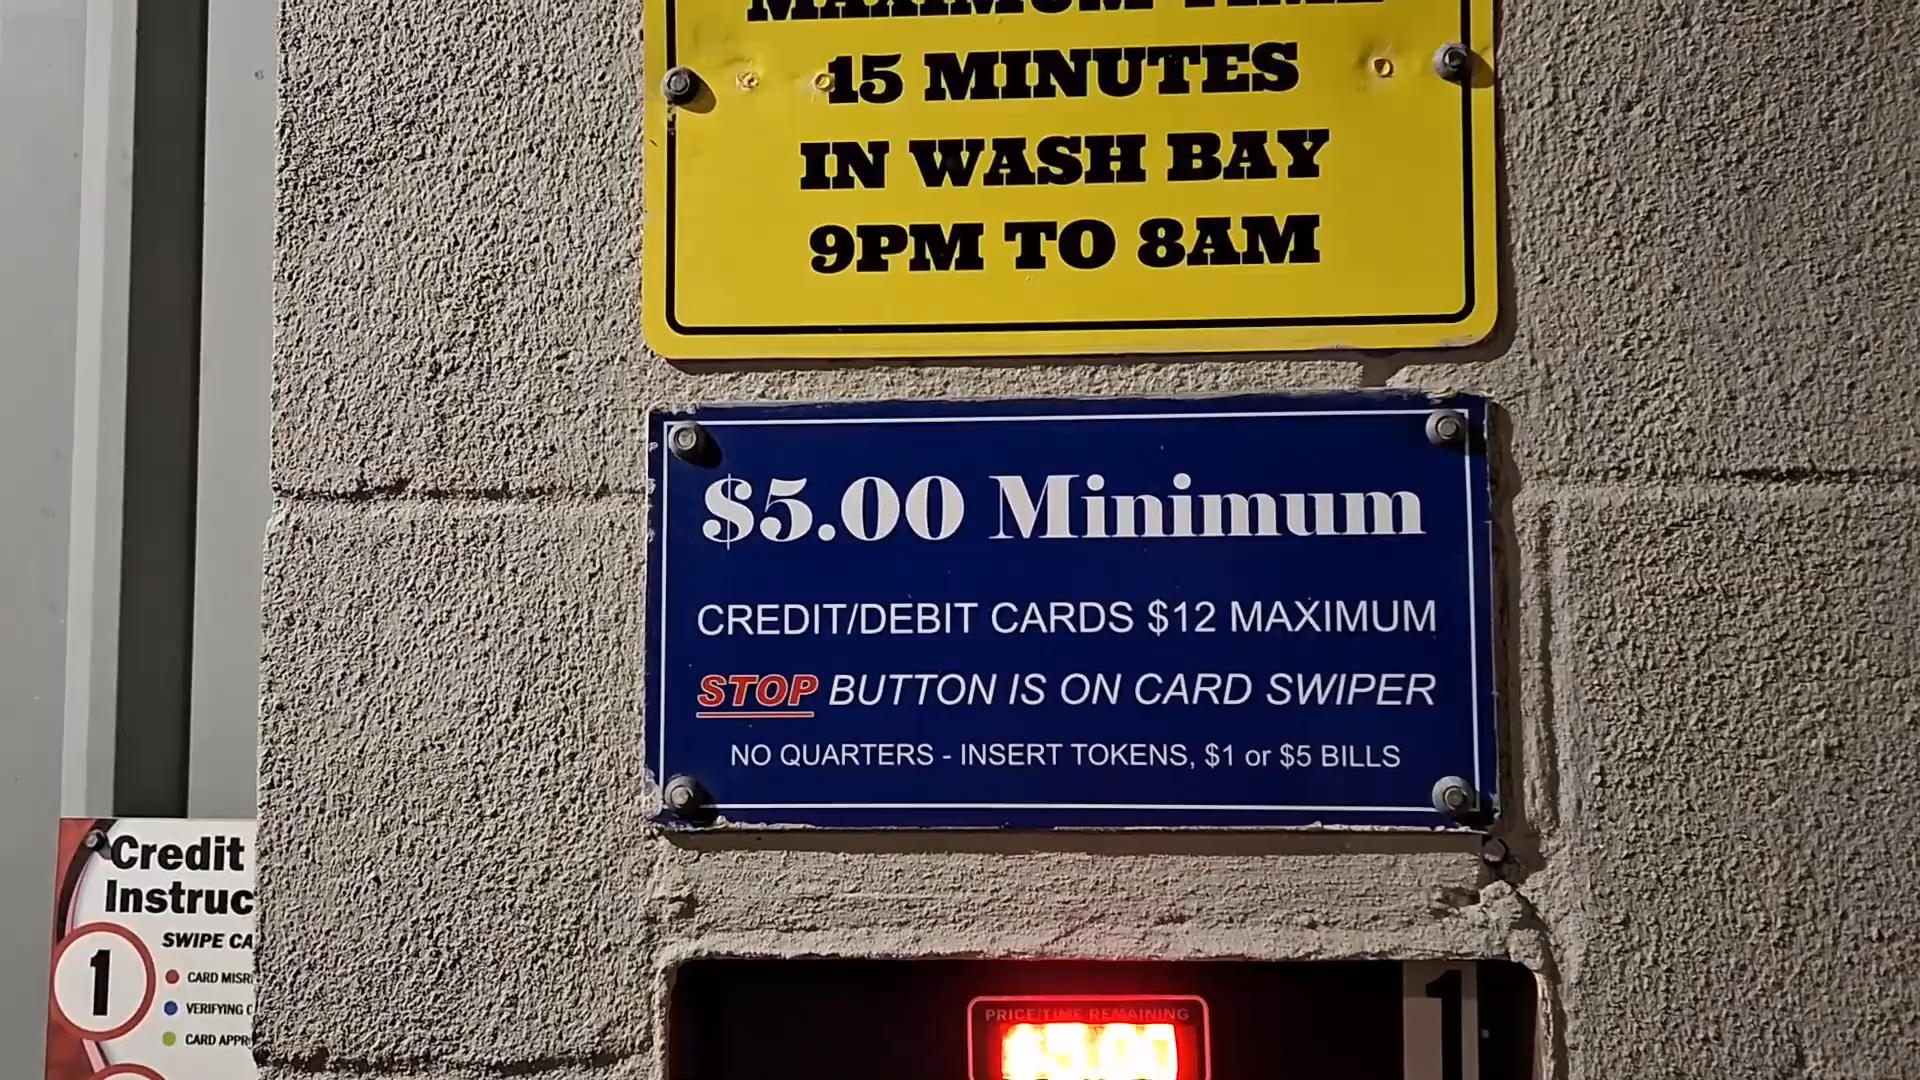 MAXIMUM TIME
15 MINUTES
IN WASH BAY
9PM TO 8AM
$5.00 Minimum
CREDIT/DEBIT CARDS $12 MAXIMUM
STOP BUTTON IS ON CARD SWIPER
NO QUARTERS - INSERT TOKENS, $1 or $5 BILLS
Credit
Instruc
SWIPE CA
1
CARD MISR
VERIFYING C
CARD APPR
PRICE/TIME REMAINING
1